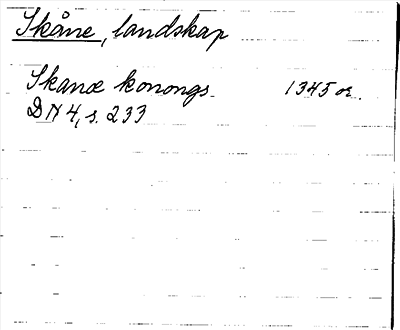 Skåne, landskap
Skanæ konongs 1345 or.
DN 4, s. 233